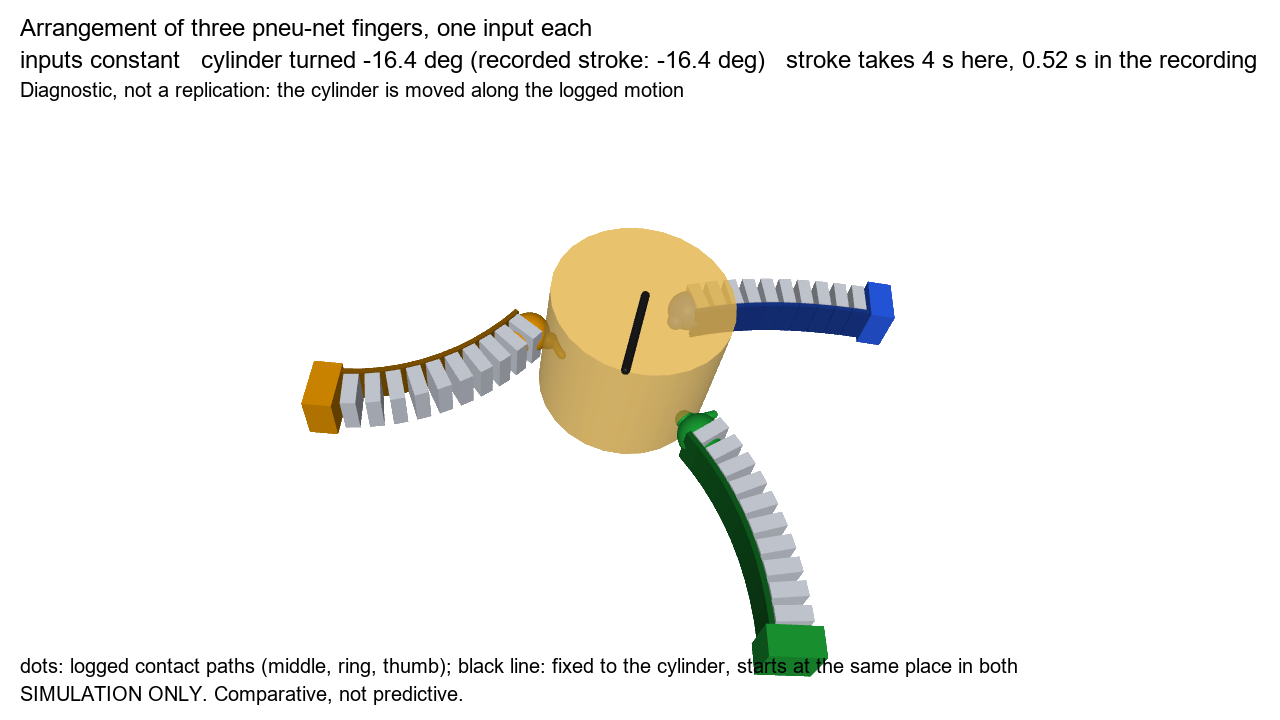 Arrangement of three pneu-net fingers, one input each
inputs constant   cylinder turned -16.4 deg (recorded stroke: -16.4 deg)   stroke takes 4 s here, 0.52 s in the recording
Diagnostic, not a replication: the cylinder is moved along the logged motion
dots: logged contact paths (middle, ring, thumb); black line: fixed to the cylinder, starts at the same place in both
SIMULATION ONLY. Comparative, not predictive.